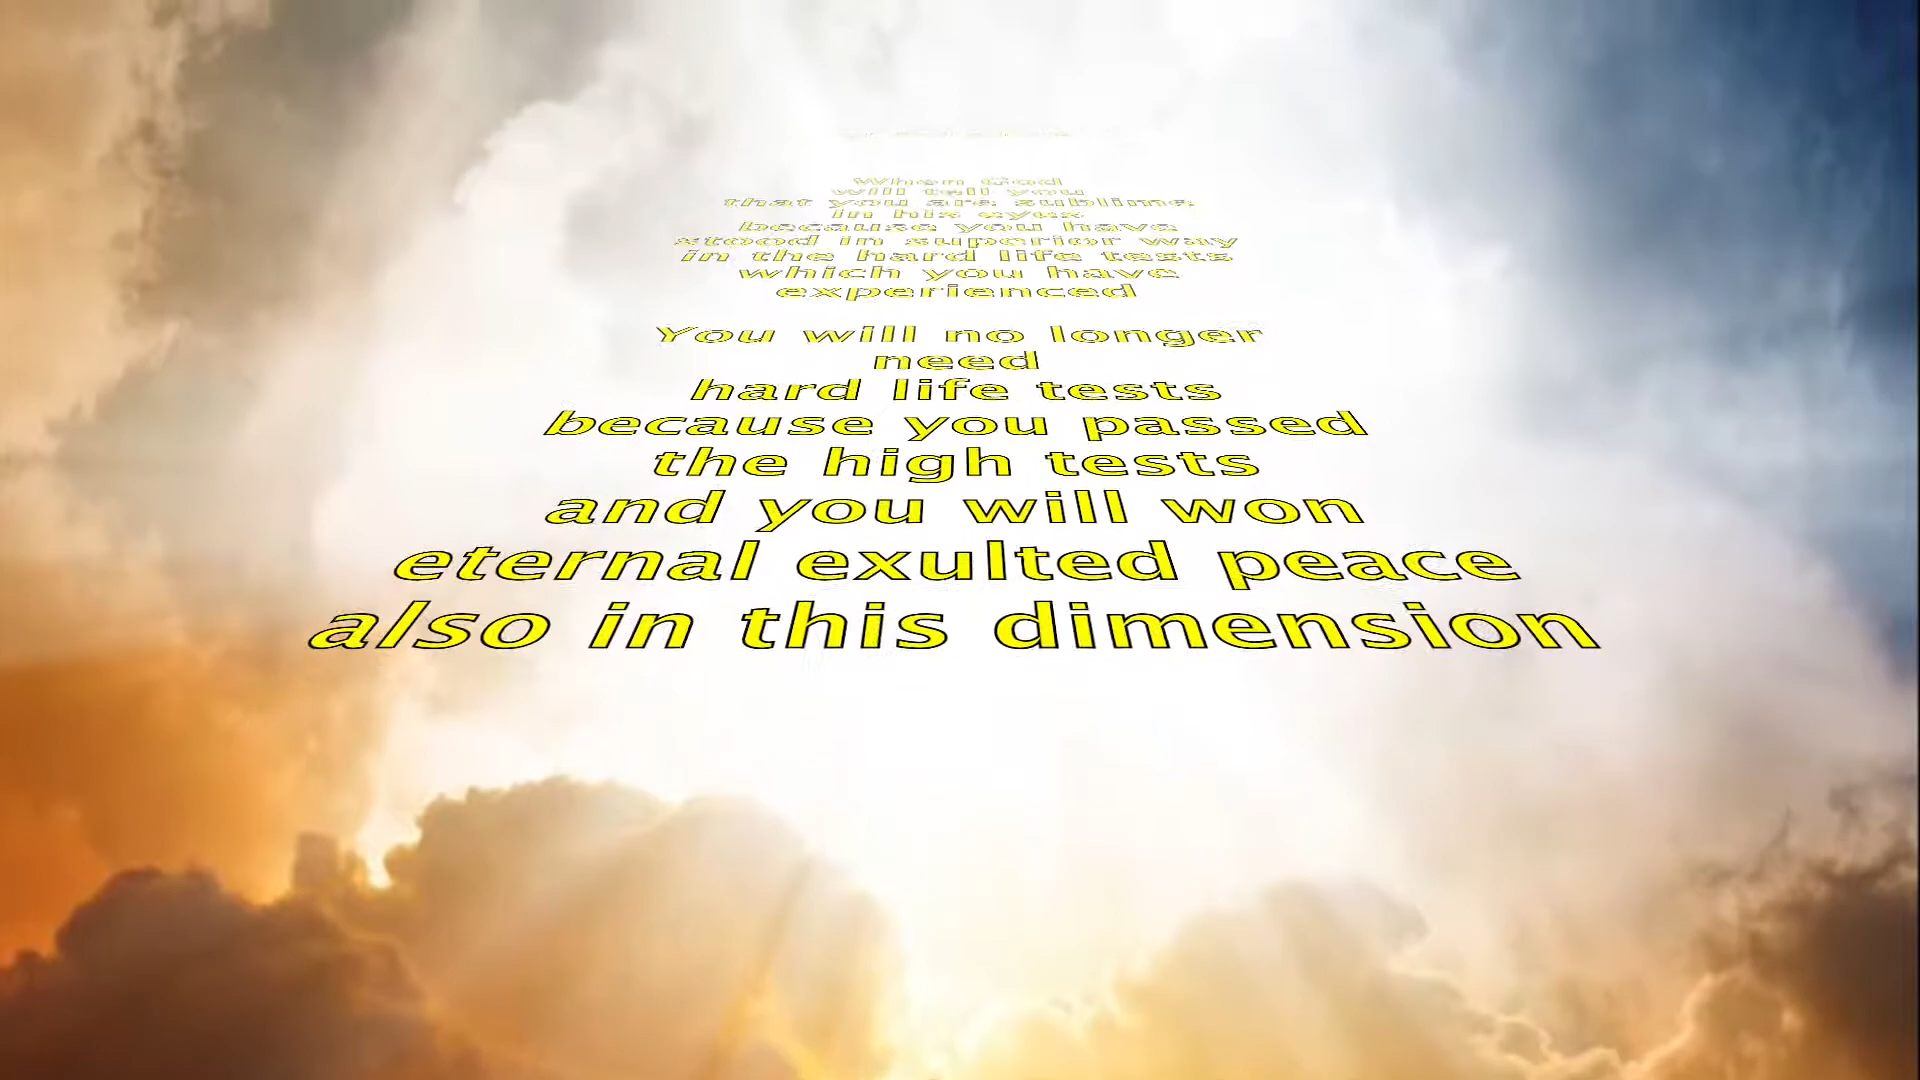 When God
will tell you
that you are sublime
in his eyes
because you have
stood in superior way
in the hard life tests
which you have
experienced
You will no longer
need
hard life tests
because you passed
the high tests
and you will won
eternal exulted peace
also in this dimension